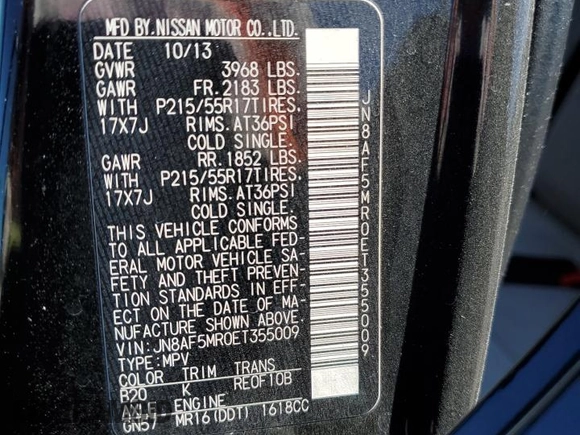 MFD BY.NISSAN MOTOR CO.,LTD.
DATE 10/13
GVWR 3968 LBS.
GAWR FR.2183 LBS.
WITH P215/55R17TIRES,
17X7J RIMS.AT36PSI
COLD SINGLE.
GAWR RR.1852 LBS.
WITH P215/55R17TIRES,
17X7J RIMS.AT36PSI
COLD SINGLE.
THIS VEHICLE CONFORMS
TO ALL APPLICABLE FED-
ERAL MOTOR VEHICLE SA-
FETY AND THEFT PREVEN-
TION STANDARDS IN EFF-
ECT ON THE DATE OF MA-
NUFACTURE SHOWN ABOVE.
VIN:JN8AF5MR0ET355009
TYPE:MPV
COLOR TRIM TRANS
B20 K RE0F10B
ENGINE
GN57 MR16(DDT) 1618CC
JN8AF5MR0ET355009